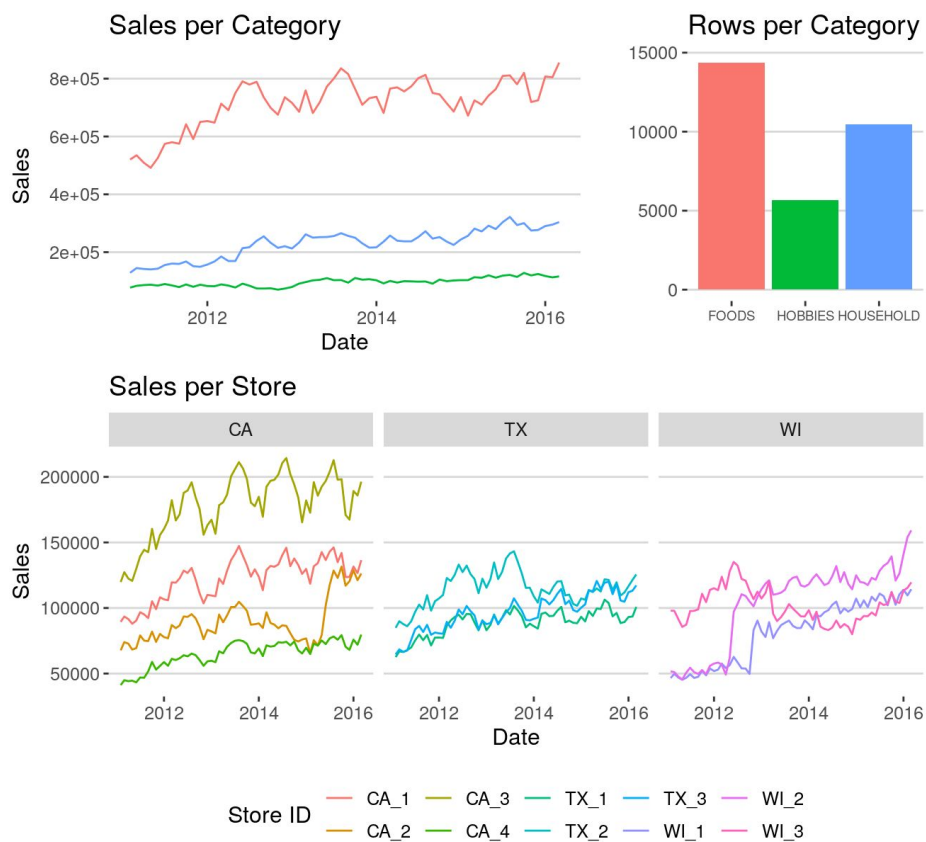 Sales per Category
Rows per Category
8e+05
6e+05
4e+05
2e+05
Sales
2012 2014 2016
Date
15000
10000
5000
0
FOODS HOBBIES HOUSEHOLD
Sales per Store
CA TX WI
200000
150000
100000
50000
Sales
2012 2014 2016 2012 2014 2016 2012 2014 2016
Date
Store ID
CA_1 CA_3 TX_1 TX_3 WI_2
CA_2 CA_4 TX_2 WI_1 WI_3